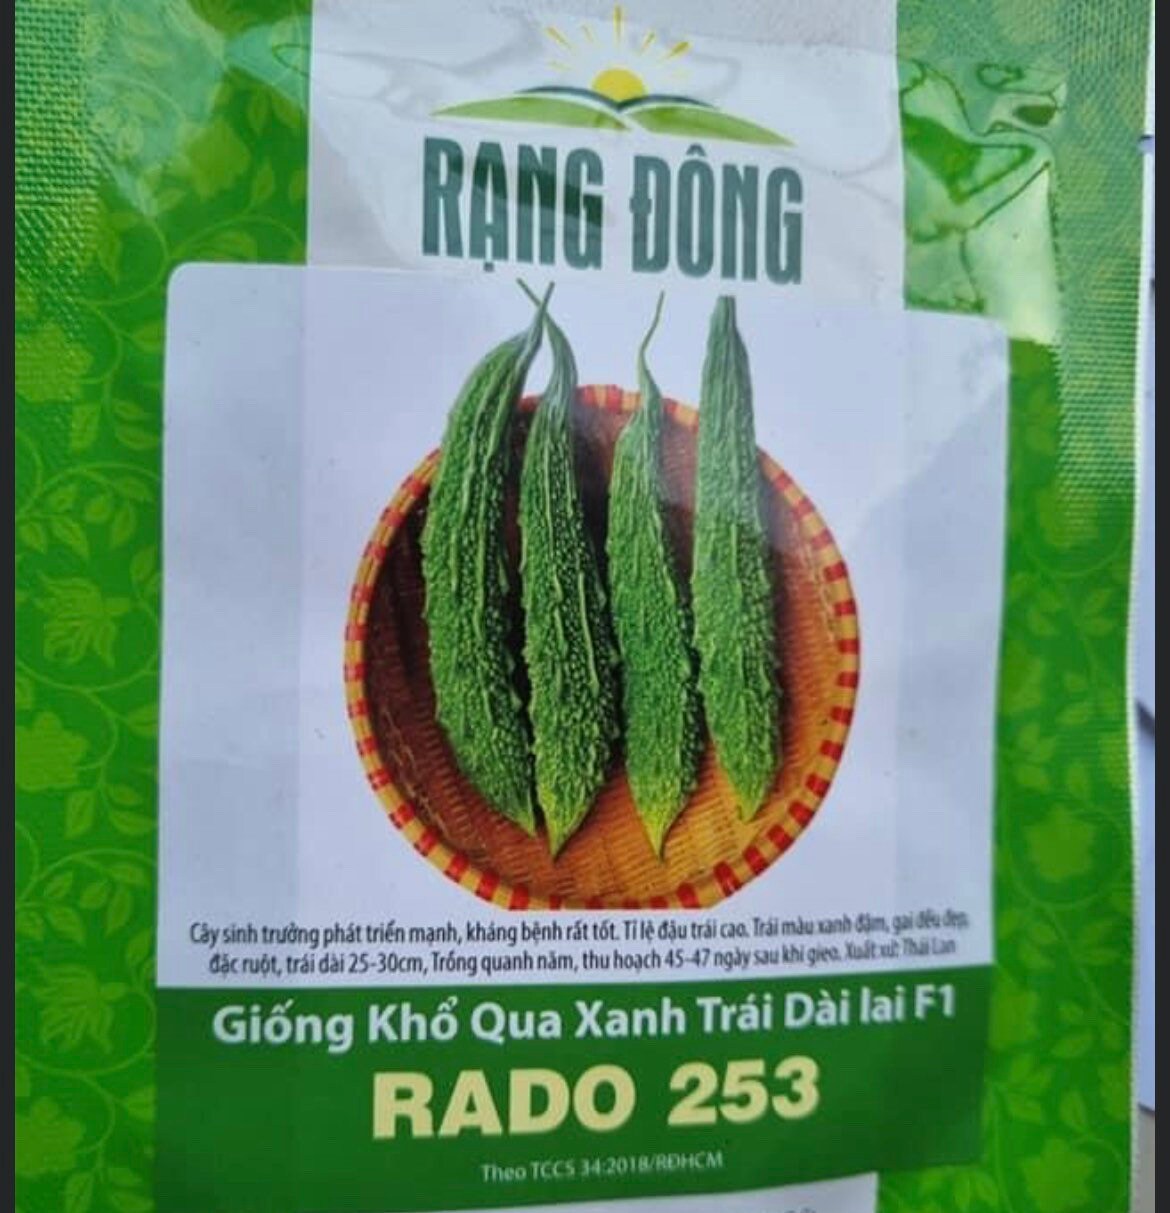 RẠNG ĐÔNG
Cây sinh trưởng phát triển mạnh, kháng bệnh rất tốt. Tỉ lệ đậu trái cao. Trái màu xanh đậm, gai đều đẹp,
đặc ruột, trái dài 25-30cm, Trồng quanh năm, thu hoạch 45-47 ngày sau khi gieo. Xuất xứ: Thái Lan
Giống Khổ Qua Xanh Trái Dài lai F1
RADO 253
Theo TCCS 34:2018/RĐHCM